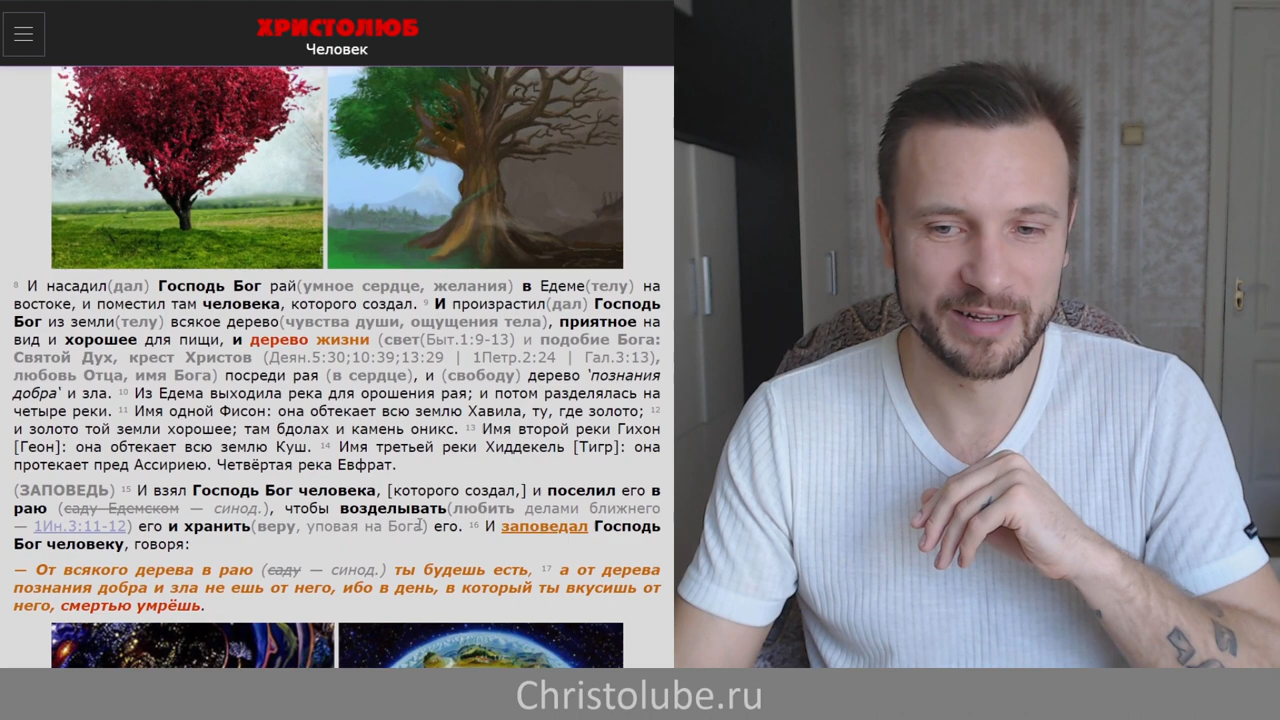 ХРИСТОЛЮБ
Человек
8 И насадил(дал) Господь Бог рай(умное сердце, желания) в Едеме(телу) на
востоке, и поместил там человека, которого создал. 9 И произрастил(дал) Господь
Бог из земли(телу) всякое дерево(чувства души, ощущения тела), приятное на
вид и хорошее для пищи, и дерево жизни (свет(Быт.1:9-13) и подобие Бога:
Святой Дух, крест Христов (Деян.5:30;10:39;13:29 | 1Петр.2:24 | Гал.3:13),
любовь Отца, имя Бога) посреди рая (в сердце), и (свободу) дерево 'познания
добра' и зла. 10 Из Едема выходила река для орошения рая; и потом разделялась на
четыре реки. 11 Имя одной Фисон: она обтекает всю землю Хавила, ту, где золото; 12
и золото той земли хорошее; там бдолах и камень оникс. 13 Имя второй реки Гихон
[Геон]: она обтекает всю землю Куш. 14 Имя третьей реки Хиддекель [Тигр]: она
протекает пред Ассириею. Четвёртая река Евфрат.
(ЗАПОВЕДЬ) 15 И взял Господь Бог человека, [которого создал,] и поселил его в
раю (саду Едемском — синод.), чтобы возделывать(любить делами ближнего
— 1Ин.3:11-12) его и хранить(веру, уповая на Бога) его. 16 И заповедал Господь
Бог человеку, говоря:
— От всякого дерева в раю (саду — синод.) ты будешь есть, 17 а от дерева
познания добра и зла не ешь от него, ибо в день, в который ты вкусишь от
него, смертью умрёшь.
Christolube.ru